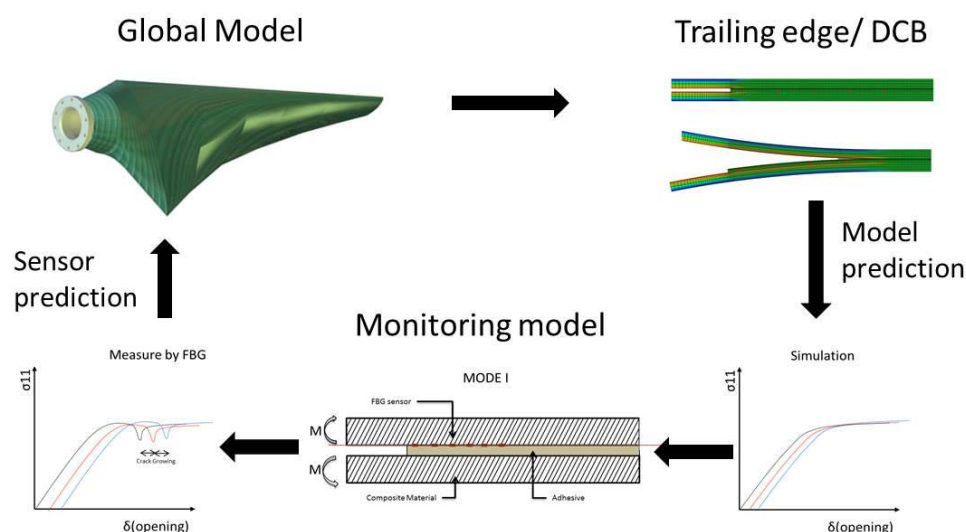 Global Model
Trailing edge/ DCB
Sensor
prediction
Model
prediction
Monitoring model
Measure by FBG
σ11
Crack Growing
δ(opening)
MODE I
FBG sensor
M
M
Composite Material
Adhesive
Simulation
σ11
δ(opening)